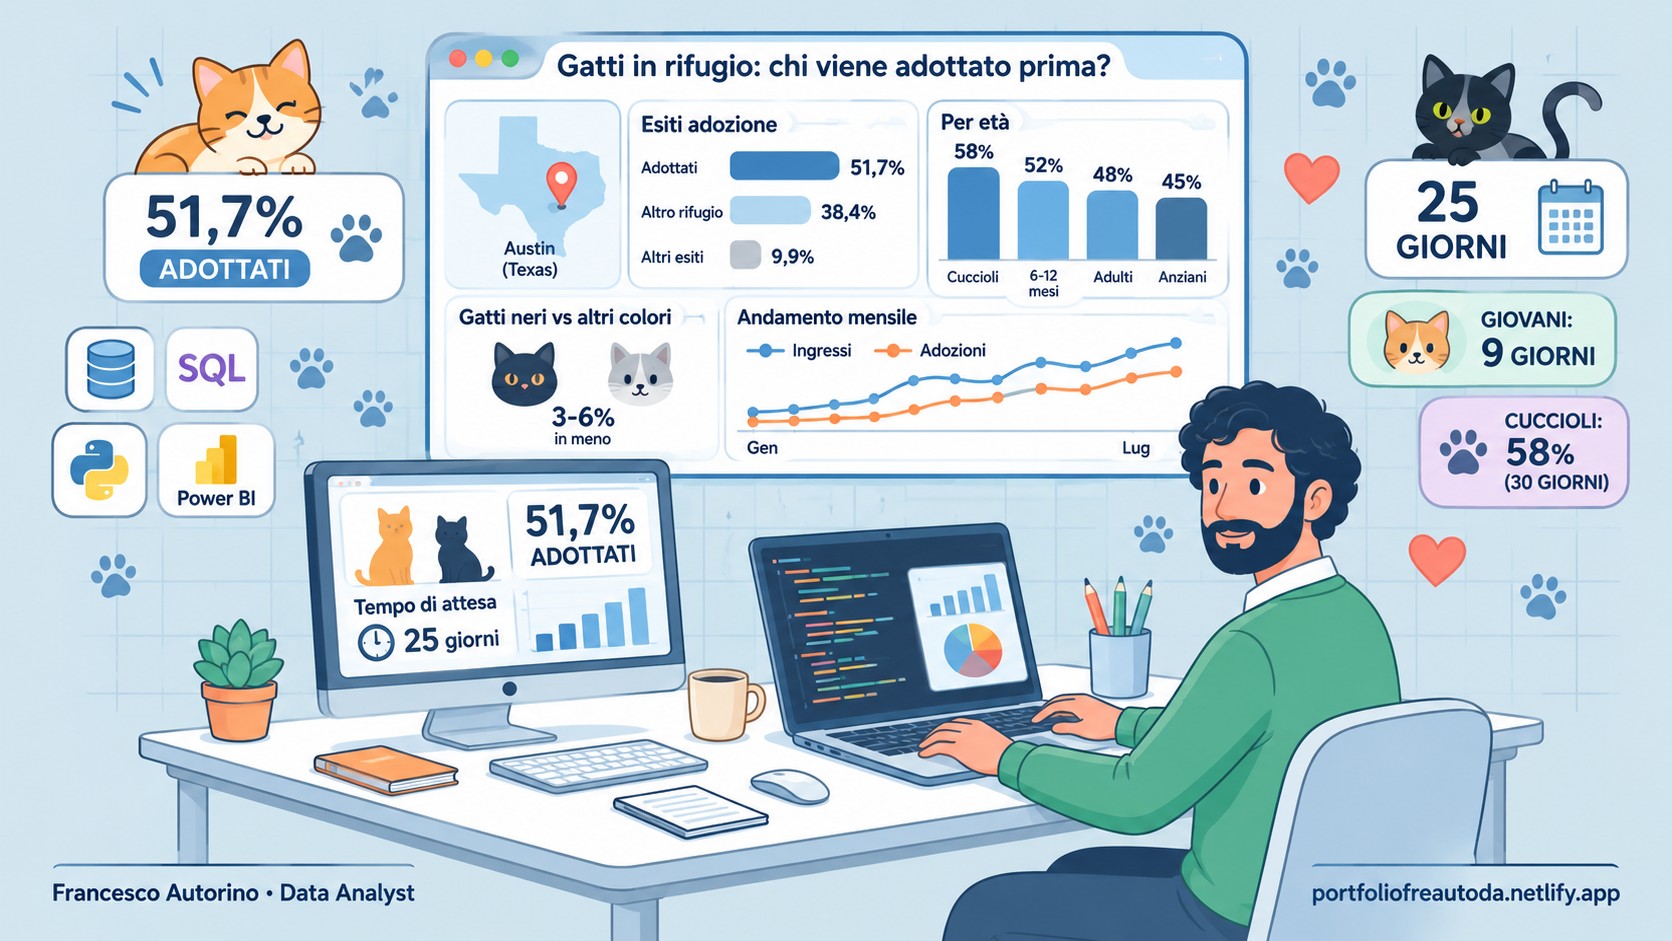 Gatti in rifugio: chi viene adottato prima?
51,7%
ADOTTATI
SQL
Power BI
Austin
(Texas)
Esiti adozione
Adottati 51,7%
Altro rifugio 38,4%
Altri esiti 9,9%
Per età
58% 52% 48% 45%
Cuccioli 6-12 Adulti Anziani
mesi
Gatti neri vs altri colori
3-6%
in meno
Andamento mensile
Ingressi Adozioni
Gen Lug
25
GIORNI
GIOVANI:
9 GIORNI
CUCCIOLI:
58%
(30 GIORNI)
51,7%
ADOTTATI
Tempo di attesa
25 giorni
Francesco Autorino • Data Analyst
portfoliofreautoda.netlify.app